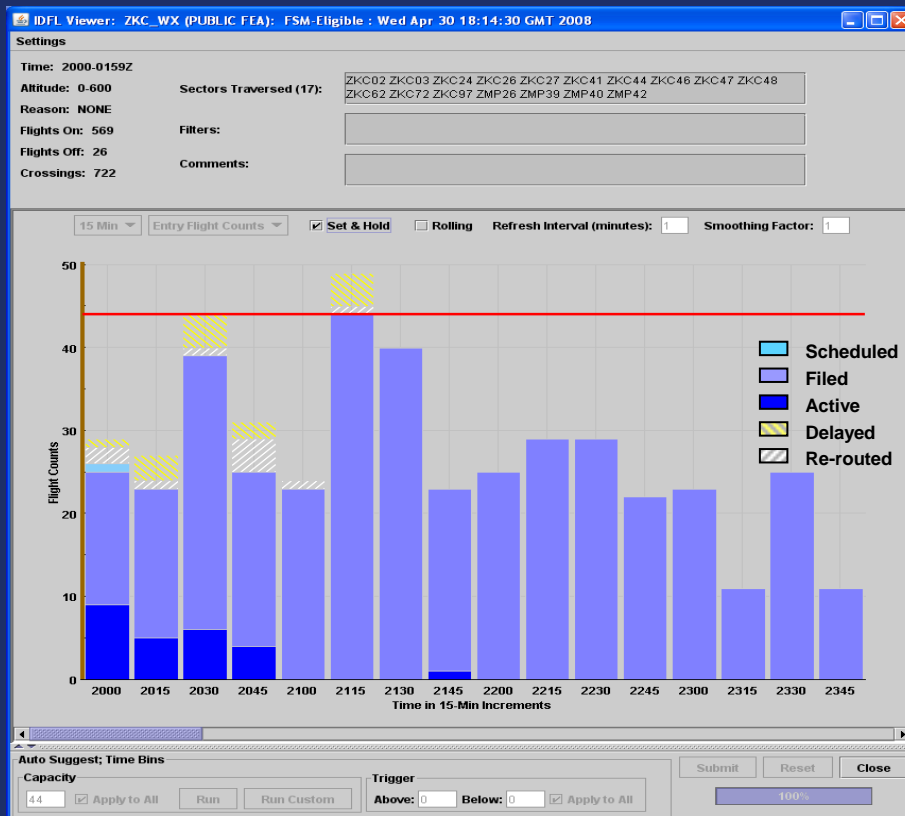 IDFL Viewer: ZKC_WX (PUBLIC FEA): FSM-Eligible : Wed Apr 30 18:14:30 GMT 2008
Settings
Time: 2000-0159Z
Altitude: 0-600
Reason: NONE
Flights On: 569
Flights Off: 26
Crossings: 722
Sectors Traversed (17):
ZKC02 ZKC03 ZKC24 ZKC26 ZKC27 ZKC41 ZKC44 ZKC46 ZKC47 ZKC48
ZKC62 ZKC72 ZKC97 ZMP26 ZMP39 ZMP40 ZMP42
Filters:
Comments:
15 Min Entry Flight Counts Set & Hold Rolling Refresh Interval (minutes): 1 Smoothing Factor: 1
50
40
30
20
10
0
Flight Counts
Scheduled
Filed
Active
Delayed
Re-routed
2000 2015 2030 2045 2100 2115 2130 2145 2200 2215 2230 2245 2300 2315 2330 2345
Time in 15-Min Increments
Auto Suggest; Time Bins
Capacity
44 Apply to All Run Run Custom
Trigger
Above: 0 Below: 0 Apply to All
Submit Reset Close
100%